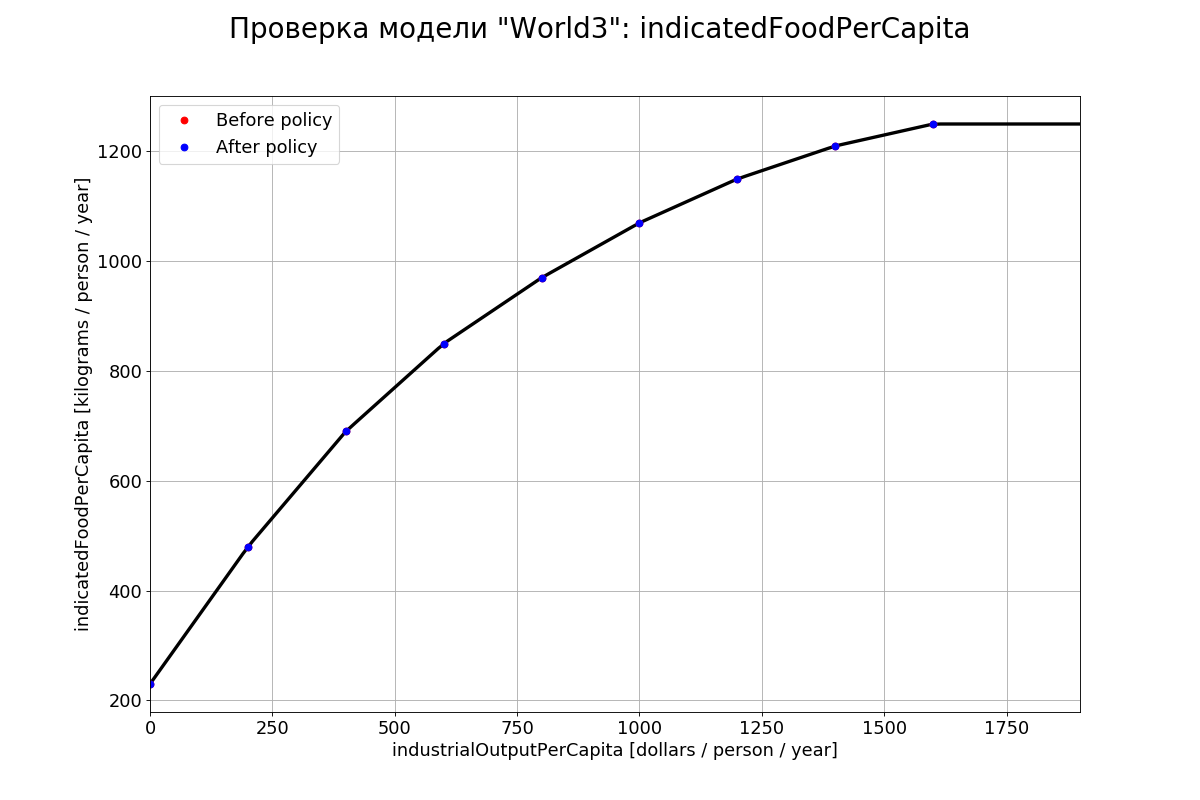 Проверка модели "World3": indicatedFoodPerCapita
Before policy
After policy
indicatedFoodPerCapita [kilograms / person / year]
1200
1000
800
600
400
200
0 250 500 750 1000 1250 1500 1750
industrialOutputPerCapita [dollars / person / year]